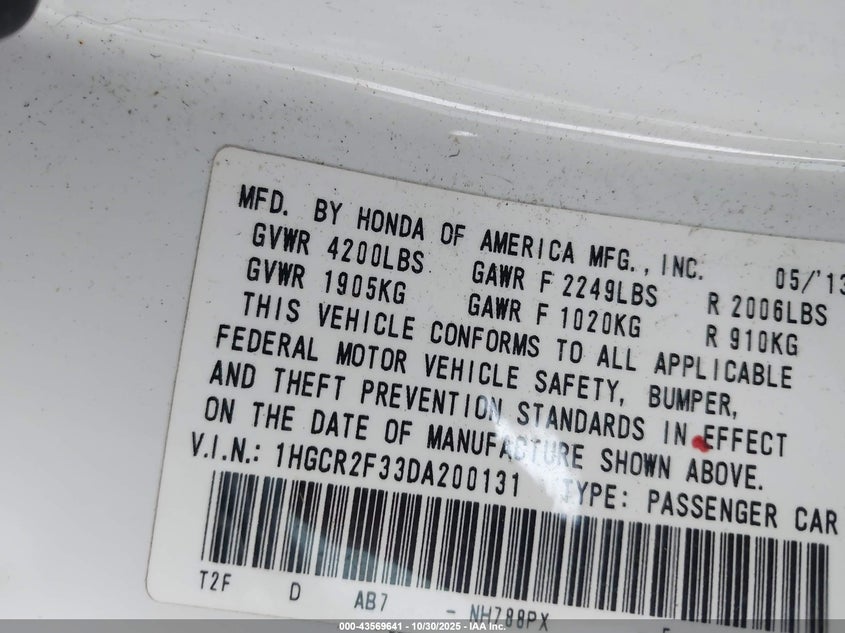 MFD. BY HONDA OF AMERICA MFG., INC. 05/'13
GVWR 4200LBS GAWR F 2249LBS R 2006LBS
GVWR 1905KG GAWR F 1020KG R 910KG
THIS VEHICLE CONFORMS TO ALL APPLICABLE
FEDERAL MOTOR VEHICLE SAFETY, BUMPER,
AND THEFT PREVENTION STANDARDS IN EFFECT
ON THE DATE OF MANUFACTURE SHOWN ABOVE.
V.I.N.: 1HGCR2F33DA200131 TYPE: PASSENGER CAR
T2F D AB7 - NH788PX
000-43569641 - 10/30/2025 - IAA Inc.